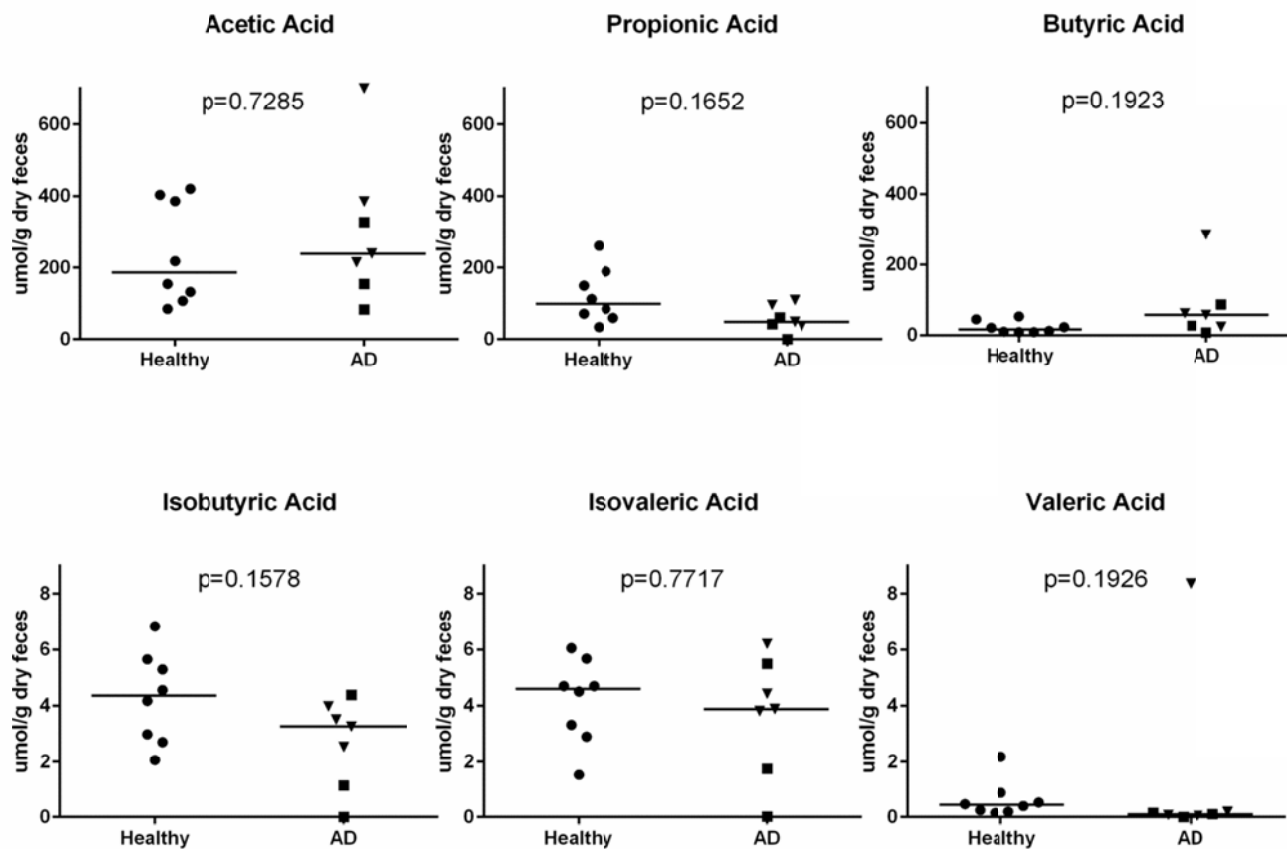 Acetic Acid
p=0.7285
umol/g dry feces
600
400
200
0
Healthy
AD
Propionic Acid
p=0.1652
umol/g dry feces
600
400
200
0
Healthy
AD
Butyric Acid
p=0.1923
umol/g dry feces
600
400
200
0
Healthy
AD
Isobutyric Acid
p=0.1578
umol/g dry feces
8
6
4
2
0
Healthy
AD
Isovaleric Acid
p=0.7717
umol/g dry feces
8
6
4
2
0
Healthy
AD
Valeric Acid
p=0.1926
umol/g dry feces
8
6
4
2
0
Healthy
AD